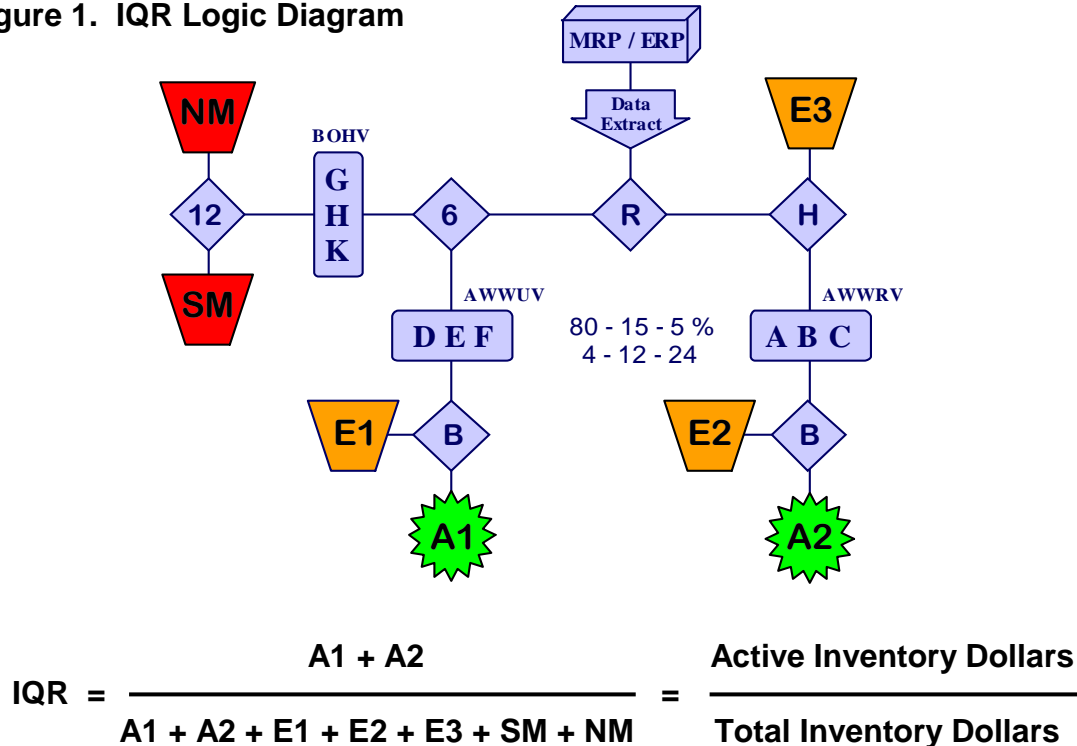 gure 1. IQR Logic Diagram
MRP / ERP
Data
Extract
NM
E3
BOHV
12
G
H
K
6
R
H
SM
AWWUV
AWWRV
D E F
80 - 15 - 5 %
4 - 12 - 24
A B C
E1
B
E2
B
A1
A2
A1 + A2
Active Inventory Dollars
IQR =
=
A1 + A2 + E1 + E2 + E3 + SM + NM
Total Inventory Dollars